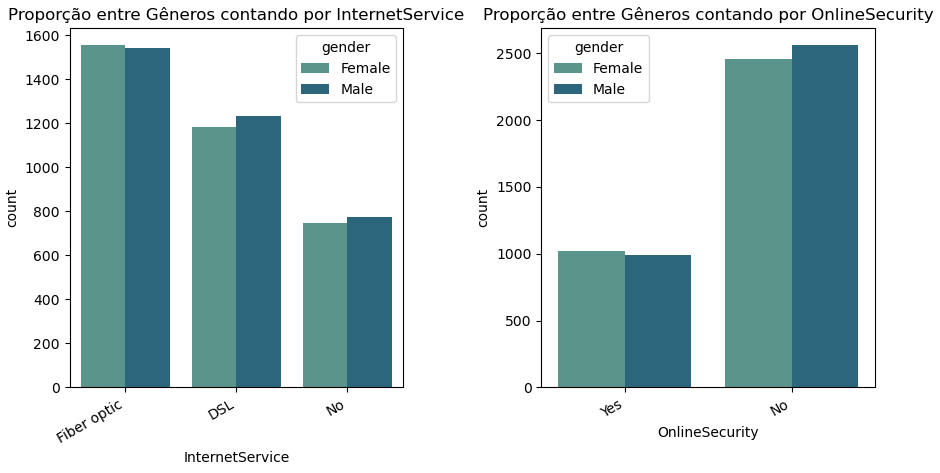 Proporção entre Gêneros contando por InternetService
1600
1400
1200
1000
800
600
400
200
0
count
gender
Female
Male
Fiber optic
DSL
No
InternetService
Proporção entre Gêneros contando por OnlineSecurity
2500
2000
1500
1000
500
0
count
gender
Female
Male
Yes
No
OnlineSecurity